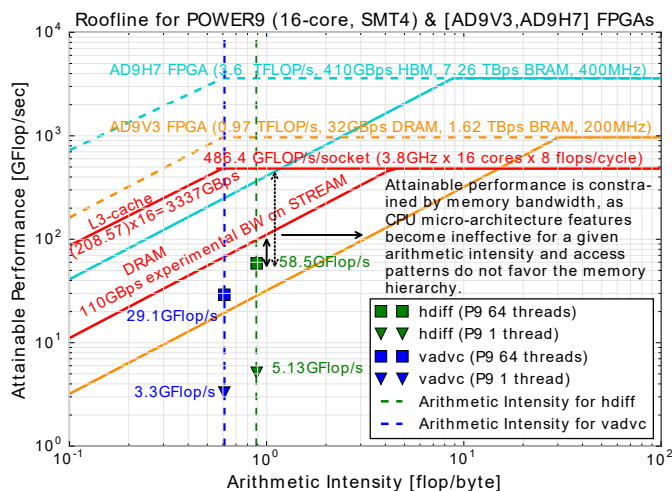 Roofline for POWER9 (16-core, SMT4) & [AD9V3,AD9H7] FPGAs
10^4
10^3
10^2
10^1
10^0
Attainable Performance [GFlop/sec]
AD9H7 FPGA (3.6 TFLOP/s, 410GBps HBM, 7.26 TBps BRAM, 400MHz)
AD9V3 FPGA (0.97 TFLOP/s, 32GBps DRAM, 1.62 TBps BRAM, 200MHz)
486.4 GFLOP/s/socket (3.8GHz x 16 cores x 8 flops/cycle)
L3-cache
(208.57)x16= 3337GBps
DRAM
110GBps experimental BW on STREAM
Attainable performance is constra-
ined by memory bandwidth, as
CPU micro-architecture features
become ineffective for a given
arithmetic intensity and access
patterns do not favor the memory
hierarchy.
58.5GFlop/s
29.1GFlop/s
5.13GFlop/s
3.3GFlop/s
hdiff (P9 64 threads)
hdiff (P9 1 thread)
vadvc (P9 64 threads)
vadvc (P9 1 thread)
Arithmetic Intensity for hdiff
Arithmetic Intensity for vadvc
10^-1
10^0
10^1
10^2
Arithmetic Intensity [flop/byte]